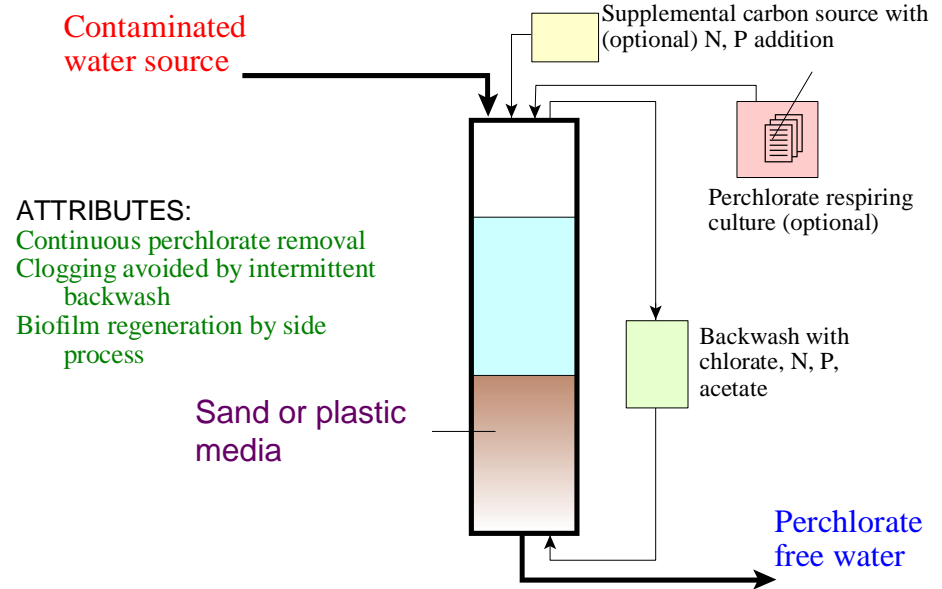 Contaminated
water source
Supplemental carbon source with
(optional) N, P addition
Perchlorate respiring
culture (optional)
ATTRIBUTES:
Continuous perchlorate removal
Clogging avoided by intermittent
backwash
Biofilm regeneration by side
process
Backwash with
chlorate, N, P,
acetate
Sand or plastic
media
Perchlorate
free water